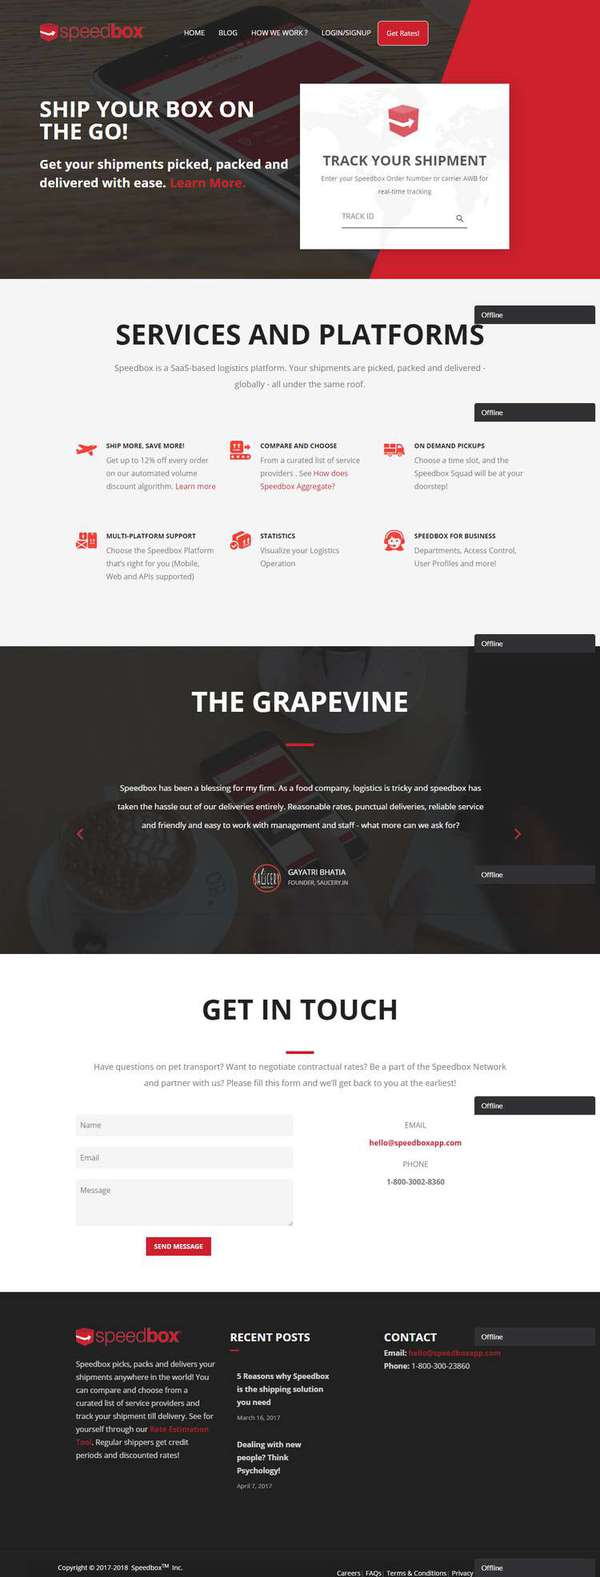 speedbox
HOME BLOG HOW WE WORK ? LOGIN/SIGNUP Get Rates!
SHIP YOUR BOX ON
THE GO!
Get your shipments picked, packed and
delivered with ease. Learn More.
TRACK YOUR SHIPMENT
Enter your Speedbox Order Number or carrier AWB for
real-time tracking
TRACK ID
Offline
SERVICES AND PLATFORMS
Speedbox is a SaaS-based logistics platform. Your shipments are picked, packed and delivered -
globally - all under the same roof.
Offline
SHIP MORE, SAVE MORE!
Get up to 12% off every order
on our automated volume
discount algorithm. Learn more
COMPARE AND CHOOSE
From a curated list of service
providers . See How does
Speedbox Aggregate?
ON DEMAND PICKUPS
Choose a time slot, and the
Speedbox Squad will be at your
doorstep!
MULTI-PLATFORM SUPPORT
Choose the Speedbox Platform
that's right for you (Mobile,
Web and APIs supported)
STATISTICS
Visualize your Logistics
Operation
SPEEDBOX FOR BUSINESS
Departments, Access Control,
User Profiles and more!
Offline
THE GRAPEVINE
Speedbox has been a blessing for my firm. As a food company, logistics is tricky and speedbox has
taken the hassle out of our deliveries entirely. Reasonable rates, punctual deliveries, reliable service
and friendly and easy to work with management and staff - what more can we ask for?
SAUCERY
GAYATRI BHATIA
FOUNDER, SAUCERY.IN
Offline
GET IN TOUCH
Have questions on pet transport? Want to negotiate contractual rates? Be a part of the Speedbox Network
and partner with us? Please fill this form and we'll get back to you at the earliest!
Offline
Name
Email
Message
SEND MESSAGE
EMAIL
hello@speedboxapp.com
PHONE
1-800-3002-8360
speedbox
Speedbox picks, packs and delivers your
shipments anywhere in the world! You
can compare and choose from a
curated list of service providers and
track your shipment till delivery. See for
yourself through our Rate Estimation
Tool. Regular shippers get credit
periods and discounted rates!
RECENT POSTS
5 Reasons why Speedbox
is the shipping solution
you need
March 16, 2017
Dealing with new
people? Think
Psychology!
April 7, 2017
CONTACT
Offline
Email: hello@speedboxapp.com
Phone: 1-800-300-23860
Copyright © 2017-2018 Speedbox™ Inc.
Careers| FAQs| Terms & Conditions| Privacy
Offline